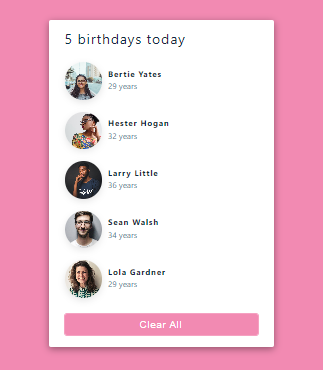 5 birthdays today
Bertie Yates
29 years
Hester Hogan
32 years
Larry Little
36 years
Sean Walsh
34 years
Lola Gardner
29 years
Clear All